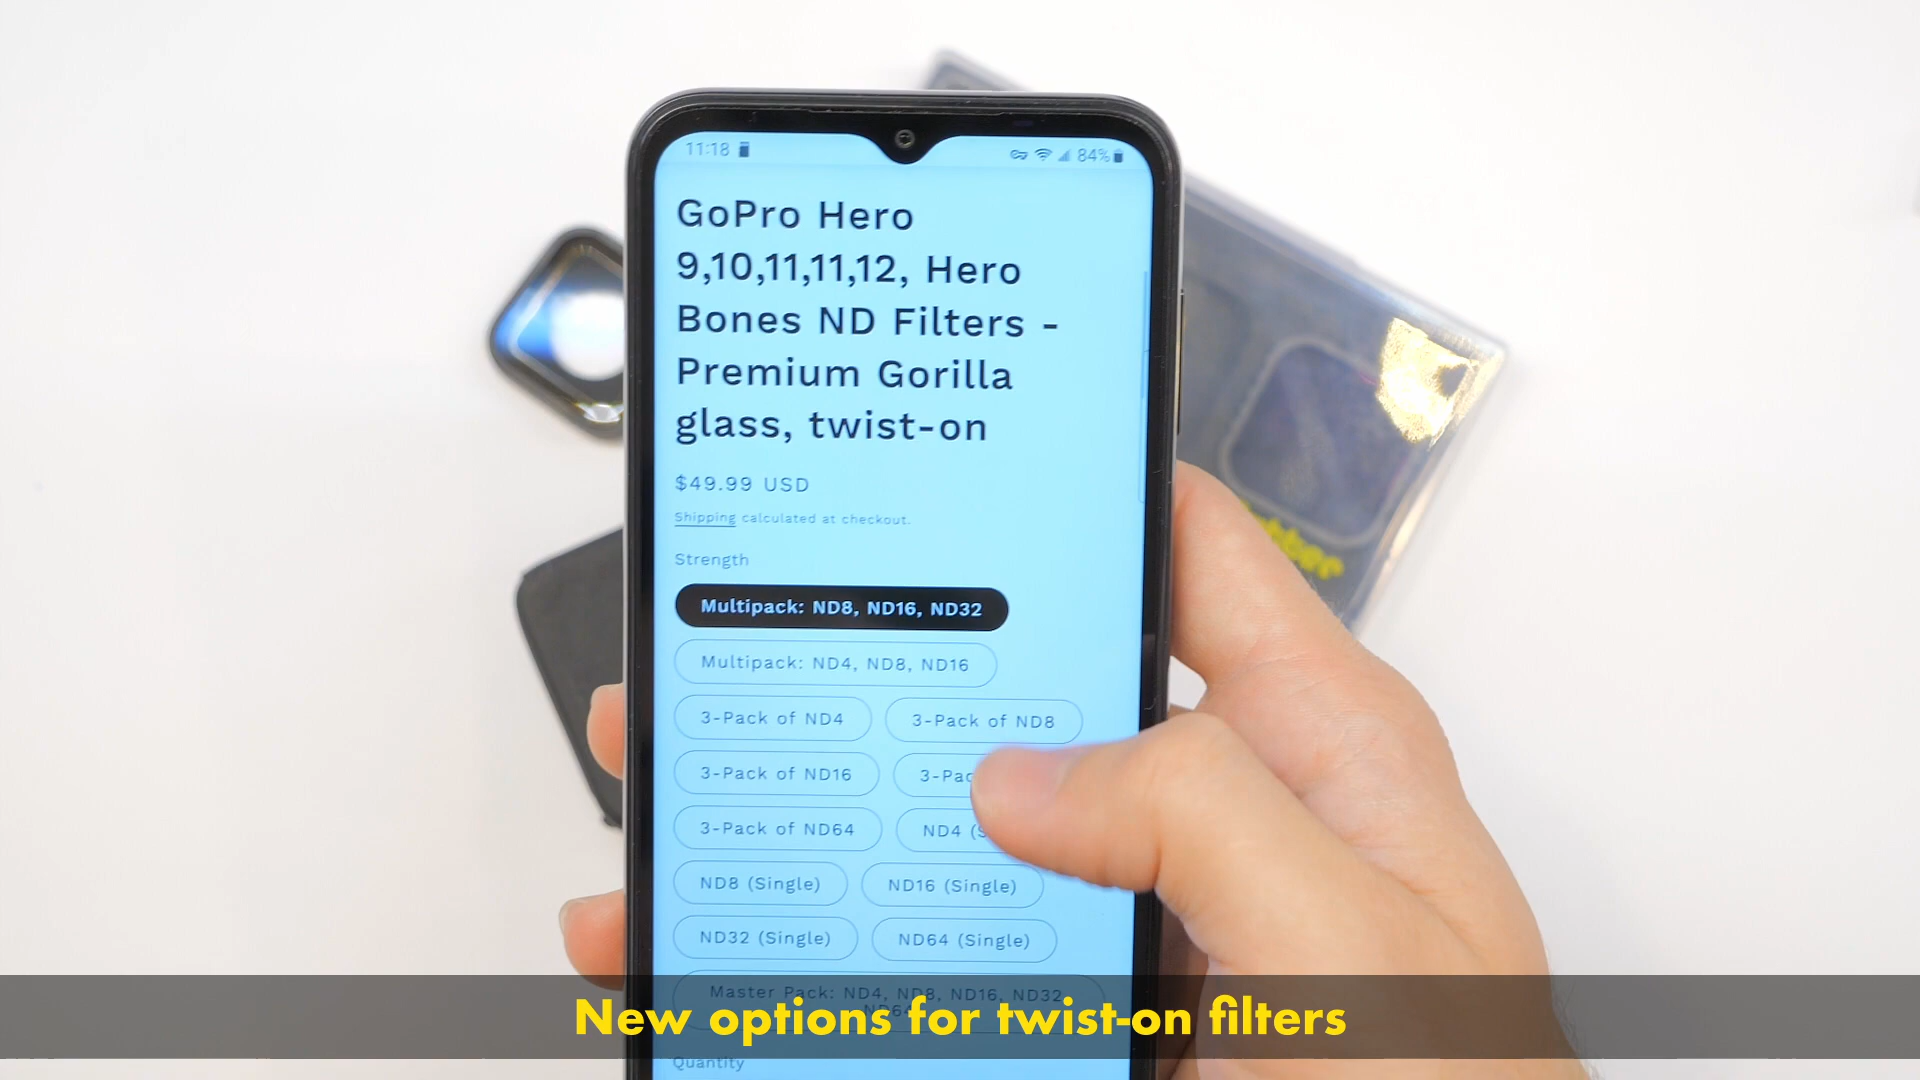 11:18
84%
GoPro Hero
9,10,11,11,12, Hero
Bones ND Filters -
Premium Gorilla
glass, twist-on
$49.99 USD
Shipping calculated at checkout.
Strength
Multipack: ND8, ND16, ND32
Multipack: ND4, ND8, ND16
3-Pack of ND4
3-Pack of ND8
3-Pack of ND16
3-Pac
3-Pack of ND64
ND4 (S
ND8 (Single)
ND16 (Single)
ND32 (Single)
ND64 (Single)
Master Pack: ND4, ND8, ND16, ND32,
ND64
New options for twist-on filters
Quantity